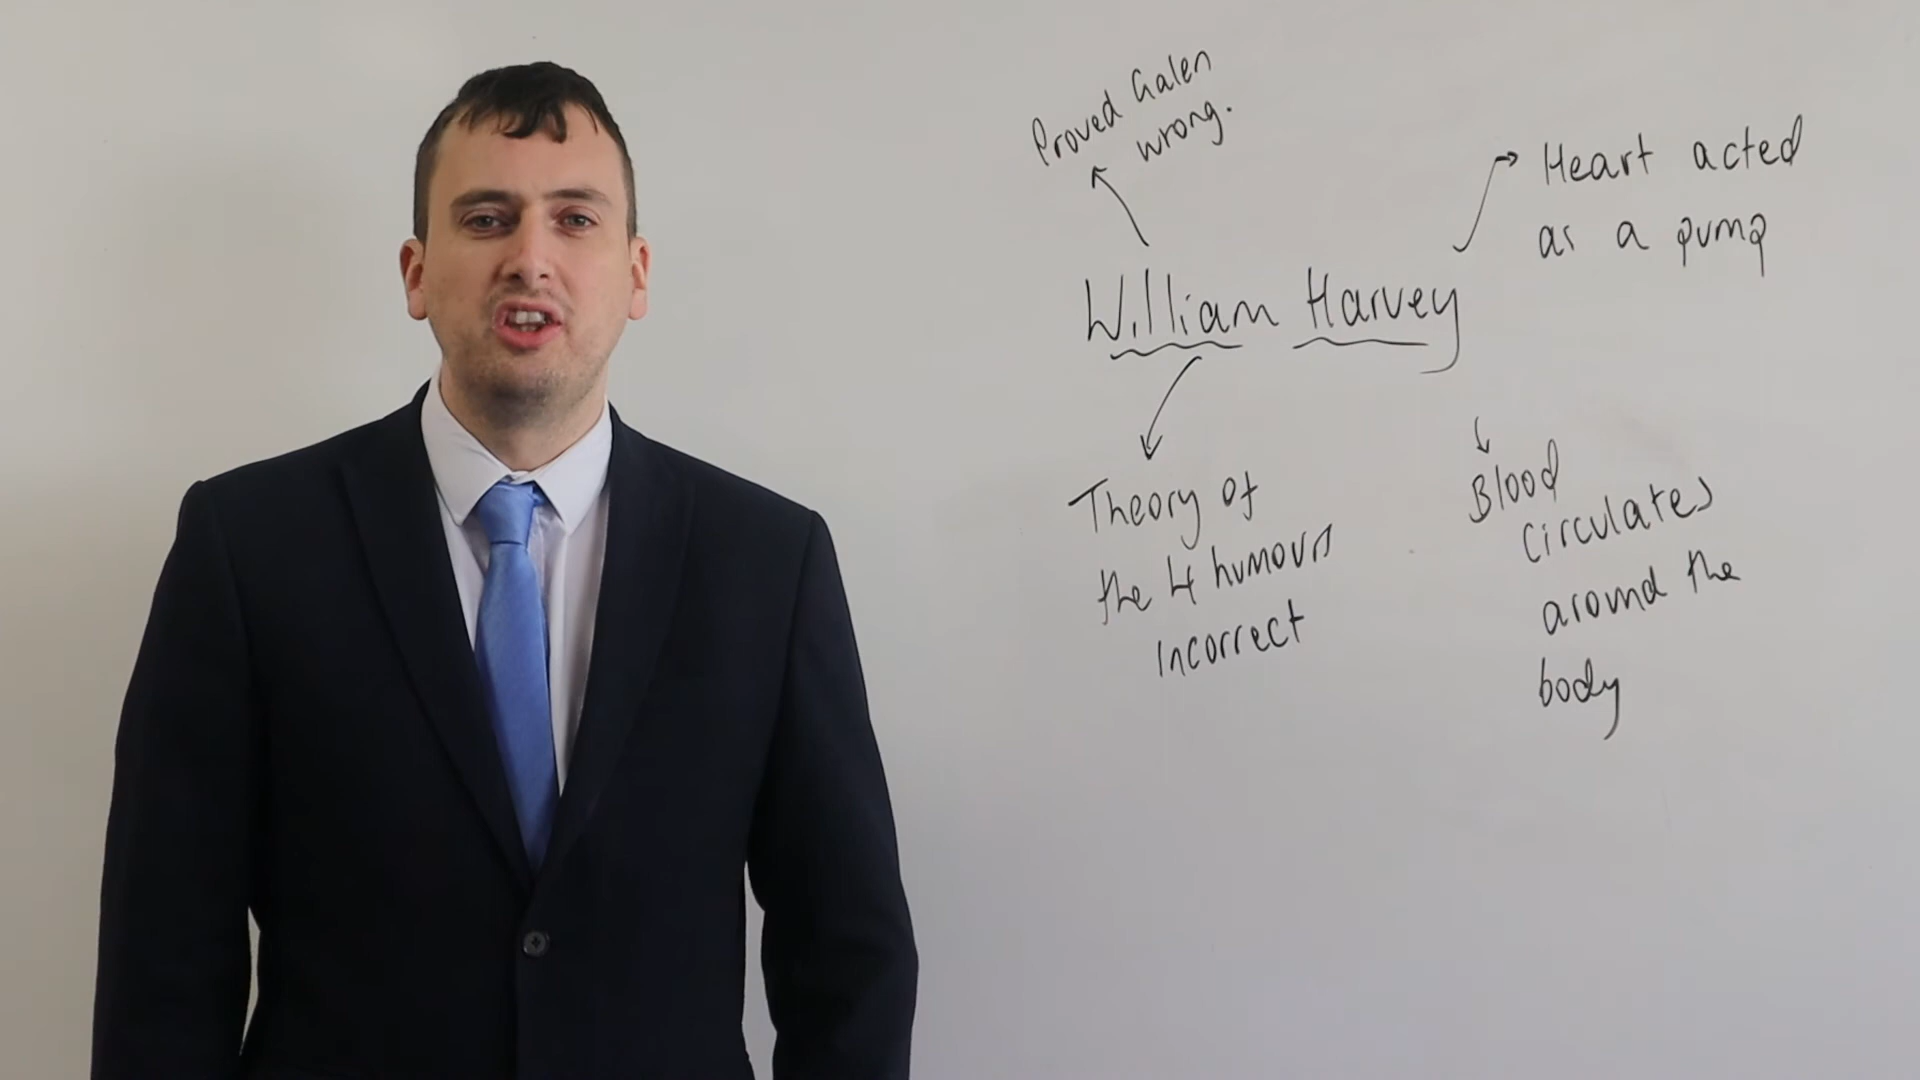 Proved Galen
wrong.
Heart acted
as a pump
William Harvey
Theory of
the 4 humours
incorrect
Blood
circulates
around the
body